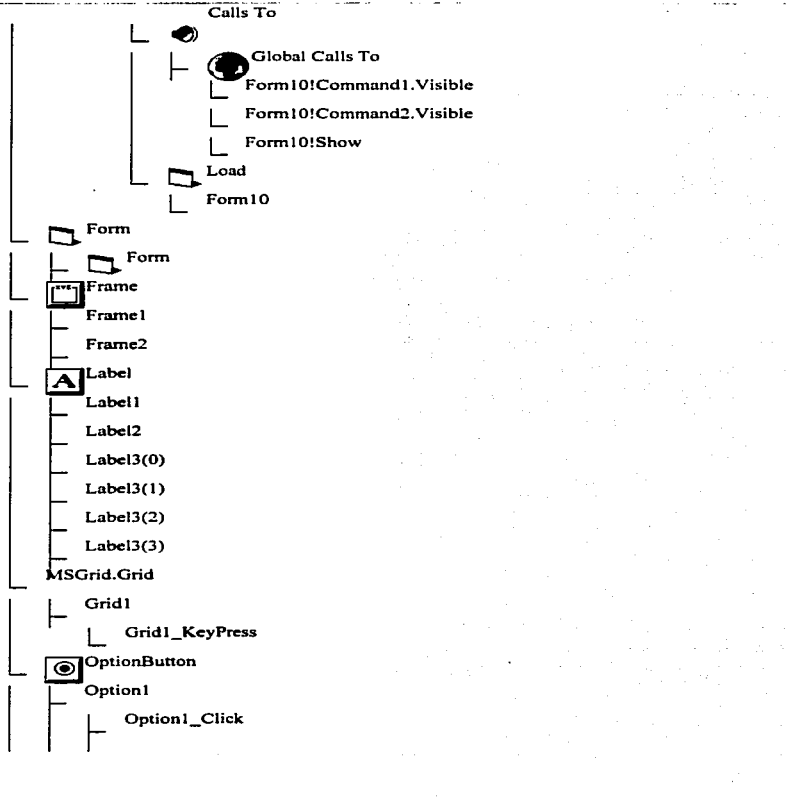 Calls To
Global Calls To
Form10!Command1.Visible
Form10!Command2.Visible
Form10!Show
Load
Form10
Form
Form
Frame
Frame1
Frame2
A Label
Label1
Label2
Label3(0)
Label3(1)
Label3(2)
Label3(3)
MSGrid.Grid
Grid1
Grid1_KeyPress
OptionButton
Option1
Option1_Click